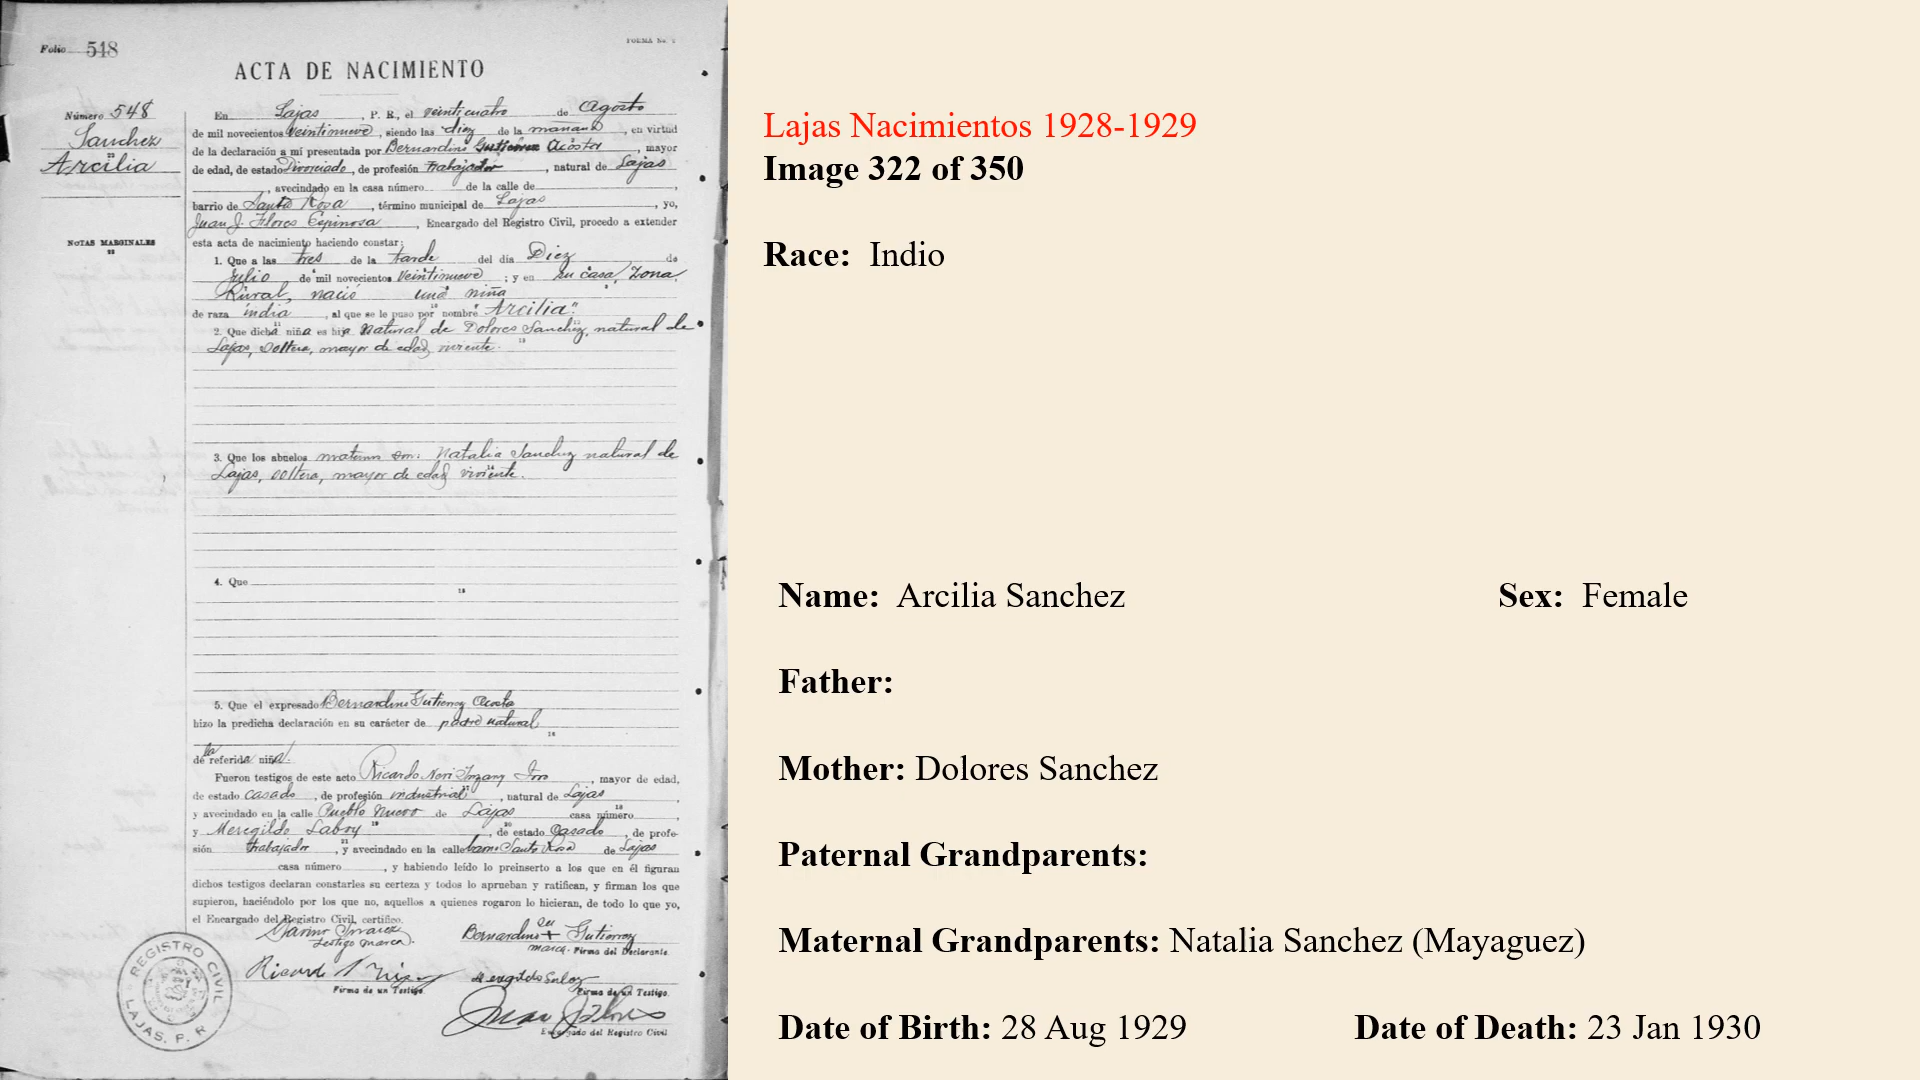 Folio 548
FORMA No.
ACTA DE NACIMIENTO
Número 548
Sanchez
Arcilia
NOTAS MARGINALES
En Lajas, P. R., el veinticuatro de Agosto
de mil novecientos Veintinueve, siendo las diez de la mañana, en virtud
de la declaración a mí presentada por Bernardino Gutierrez Acosta, mayor
de edad, de estado Divorciado, de profesión trabajador, natural de Lajas
, avecindado en la casa número de la calle de ,
barrio de Santa Rosa, término municipal de Lajas, yo,
Juan J. Flores Espinosa, Encargado del Registro Civil, procedo a extender
esta acta de nacimiento haciendo constar:
1. Que a las tres de la tarde del día Diez de
Julio de mil novecientos Veintinueve; y en su casa, Zona
Rural, nació una niña
de raza india, al que se le puso por nombre "Arcilia".
2. Que dicha niña es hija Natural de Dolores Sanchez, natural de
Lajas, soltera, mayor de edad, viviente.
3. Que los abuelos matern son: Natalia Sanchez natural de
Lajas, soltera, mayor de edad viviente.
4. Que
5. Que el expresado Bernardino Gutierrez Acosta
hizo la predicha declaración en su carácter de padre natural
de la referida niña.
Fueron testigos de este acto Ricardo Nori, mayor de edad,
de estado casado, de profesión industrial, natural de Lajas,
y avecindado en la calle Pueblo Nuevo de Lajas casa número ,
y Meregildo Laboy, de estado Casado, de profe-
sión trabajador, y avecindado en la calle barrio Santa Rosa de Lajas
casa número , y habiendo leído lo preinserto a los que en él figuran
dichos testigos declaran constarles su certeza y todos lo aprueban y ratifican, y firman los que
supieron, haciéndolo por los que no, aquellos a quienes rogaron lo hicieran, de todo lo que yo,
el Encargado del Registro Civil, certifico.
testigo marca.
Bernardino + Gutierrez
su
marca. Firma del Declarante.
Ricardo
Firma de un Testigo.
Firma de un Testigo.
Juan J. Flores
Encargado del Registro Civil
REGISTRO CIVIL
LAJAS, P. R.
Lajas Nacimientos 1928-1929
Image 322 of 350
Race: Indio
Name: Arcilia Sanchez Sex: Female
Father:
Mother: Dolores Sanchez
Paternal Grandparents:
Maternal Grandparents: Natalia Sanchez (Mayaguez)
Date of Birth: 28 Aug 1929 Date of Death: 23 Jan 1930